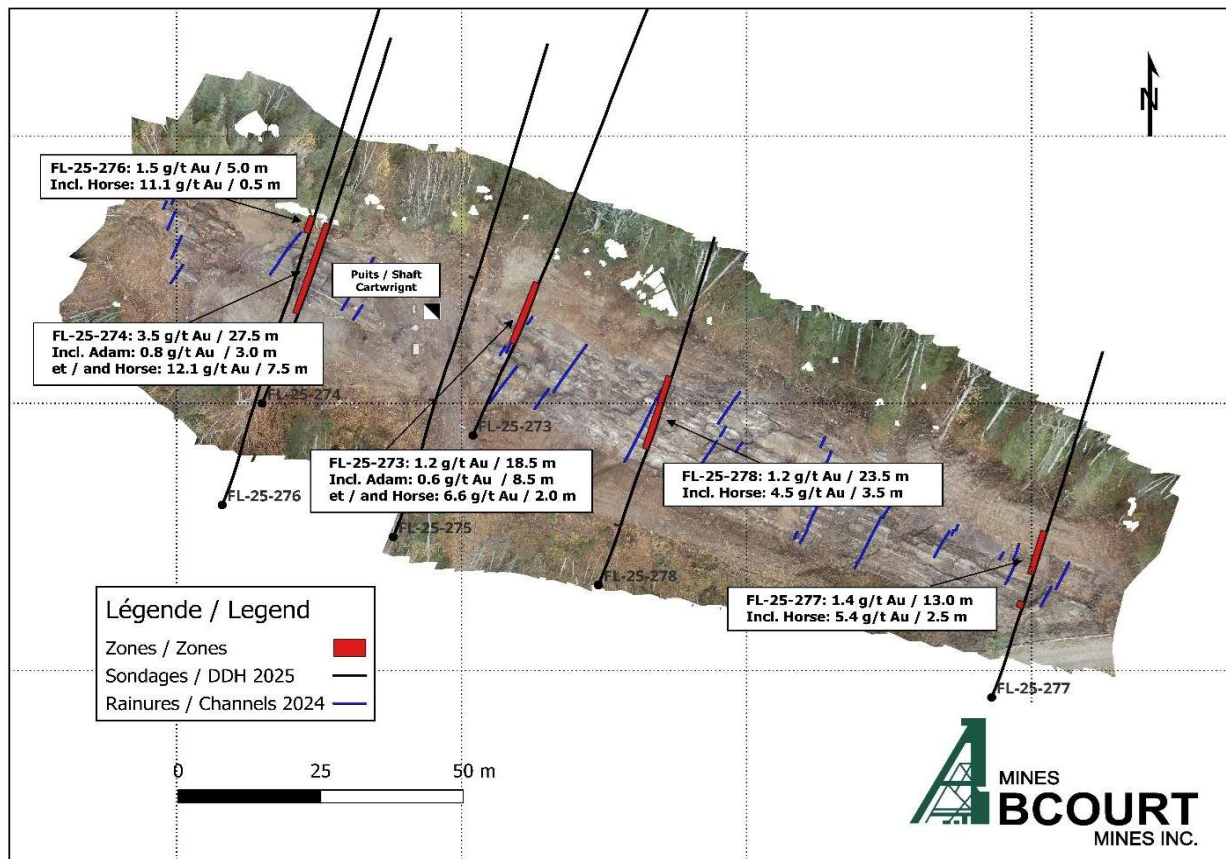 N
FL-25-276: 1.5 g/t Au / 5.0 m
Incl. Horse: 11.1 g/t Au / 0.5 m
Puits / Shaft
Cartwrignt
FL-25-274: 3.5 g/t Au / 27.5 m
Incl. Adam: 0.8 g/t Au / 3.0 m
et / and Horse: 12.1 g/t Au / 7.5 m
FL-25-274
FL-25-273
FL-25-273: 1.2 g/t Au / 18.5 m
Incl. Adam: 0.6 g/t Au / 8.5 m
et / and Horse: 6.6 g/t Au / 2.0 m
FL-25-278: 1.2 g/t Au / 23.5 m
Incl. Horse: 4.5 g/t Au / 3.5 m
FL-25-276
FL-25-275
FL-25-278
FL-25-277: 1.4 g/t Au / 13.0 m
Incl. Horse: 5.4 g/t Au / 2.5 m
FL-25-277
Légende / Legend
Zones / Zones
Sondages / DDH 2025
Rainures / Channels 2024
0 25 50 m
MINES
ABCOURT
MINES INC.